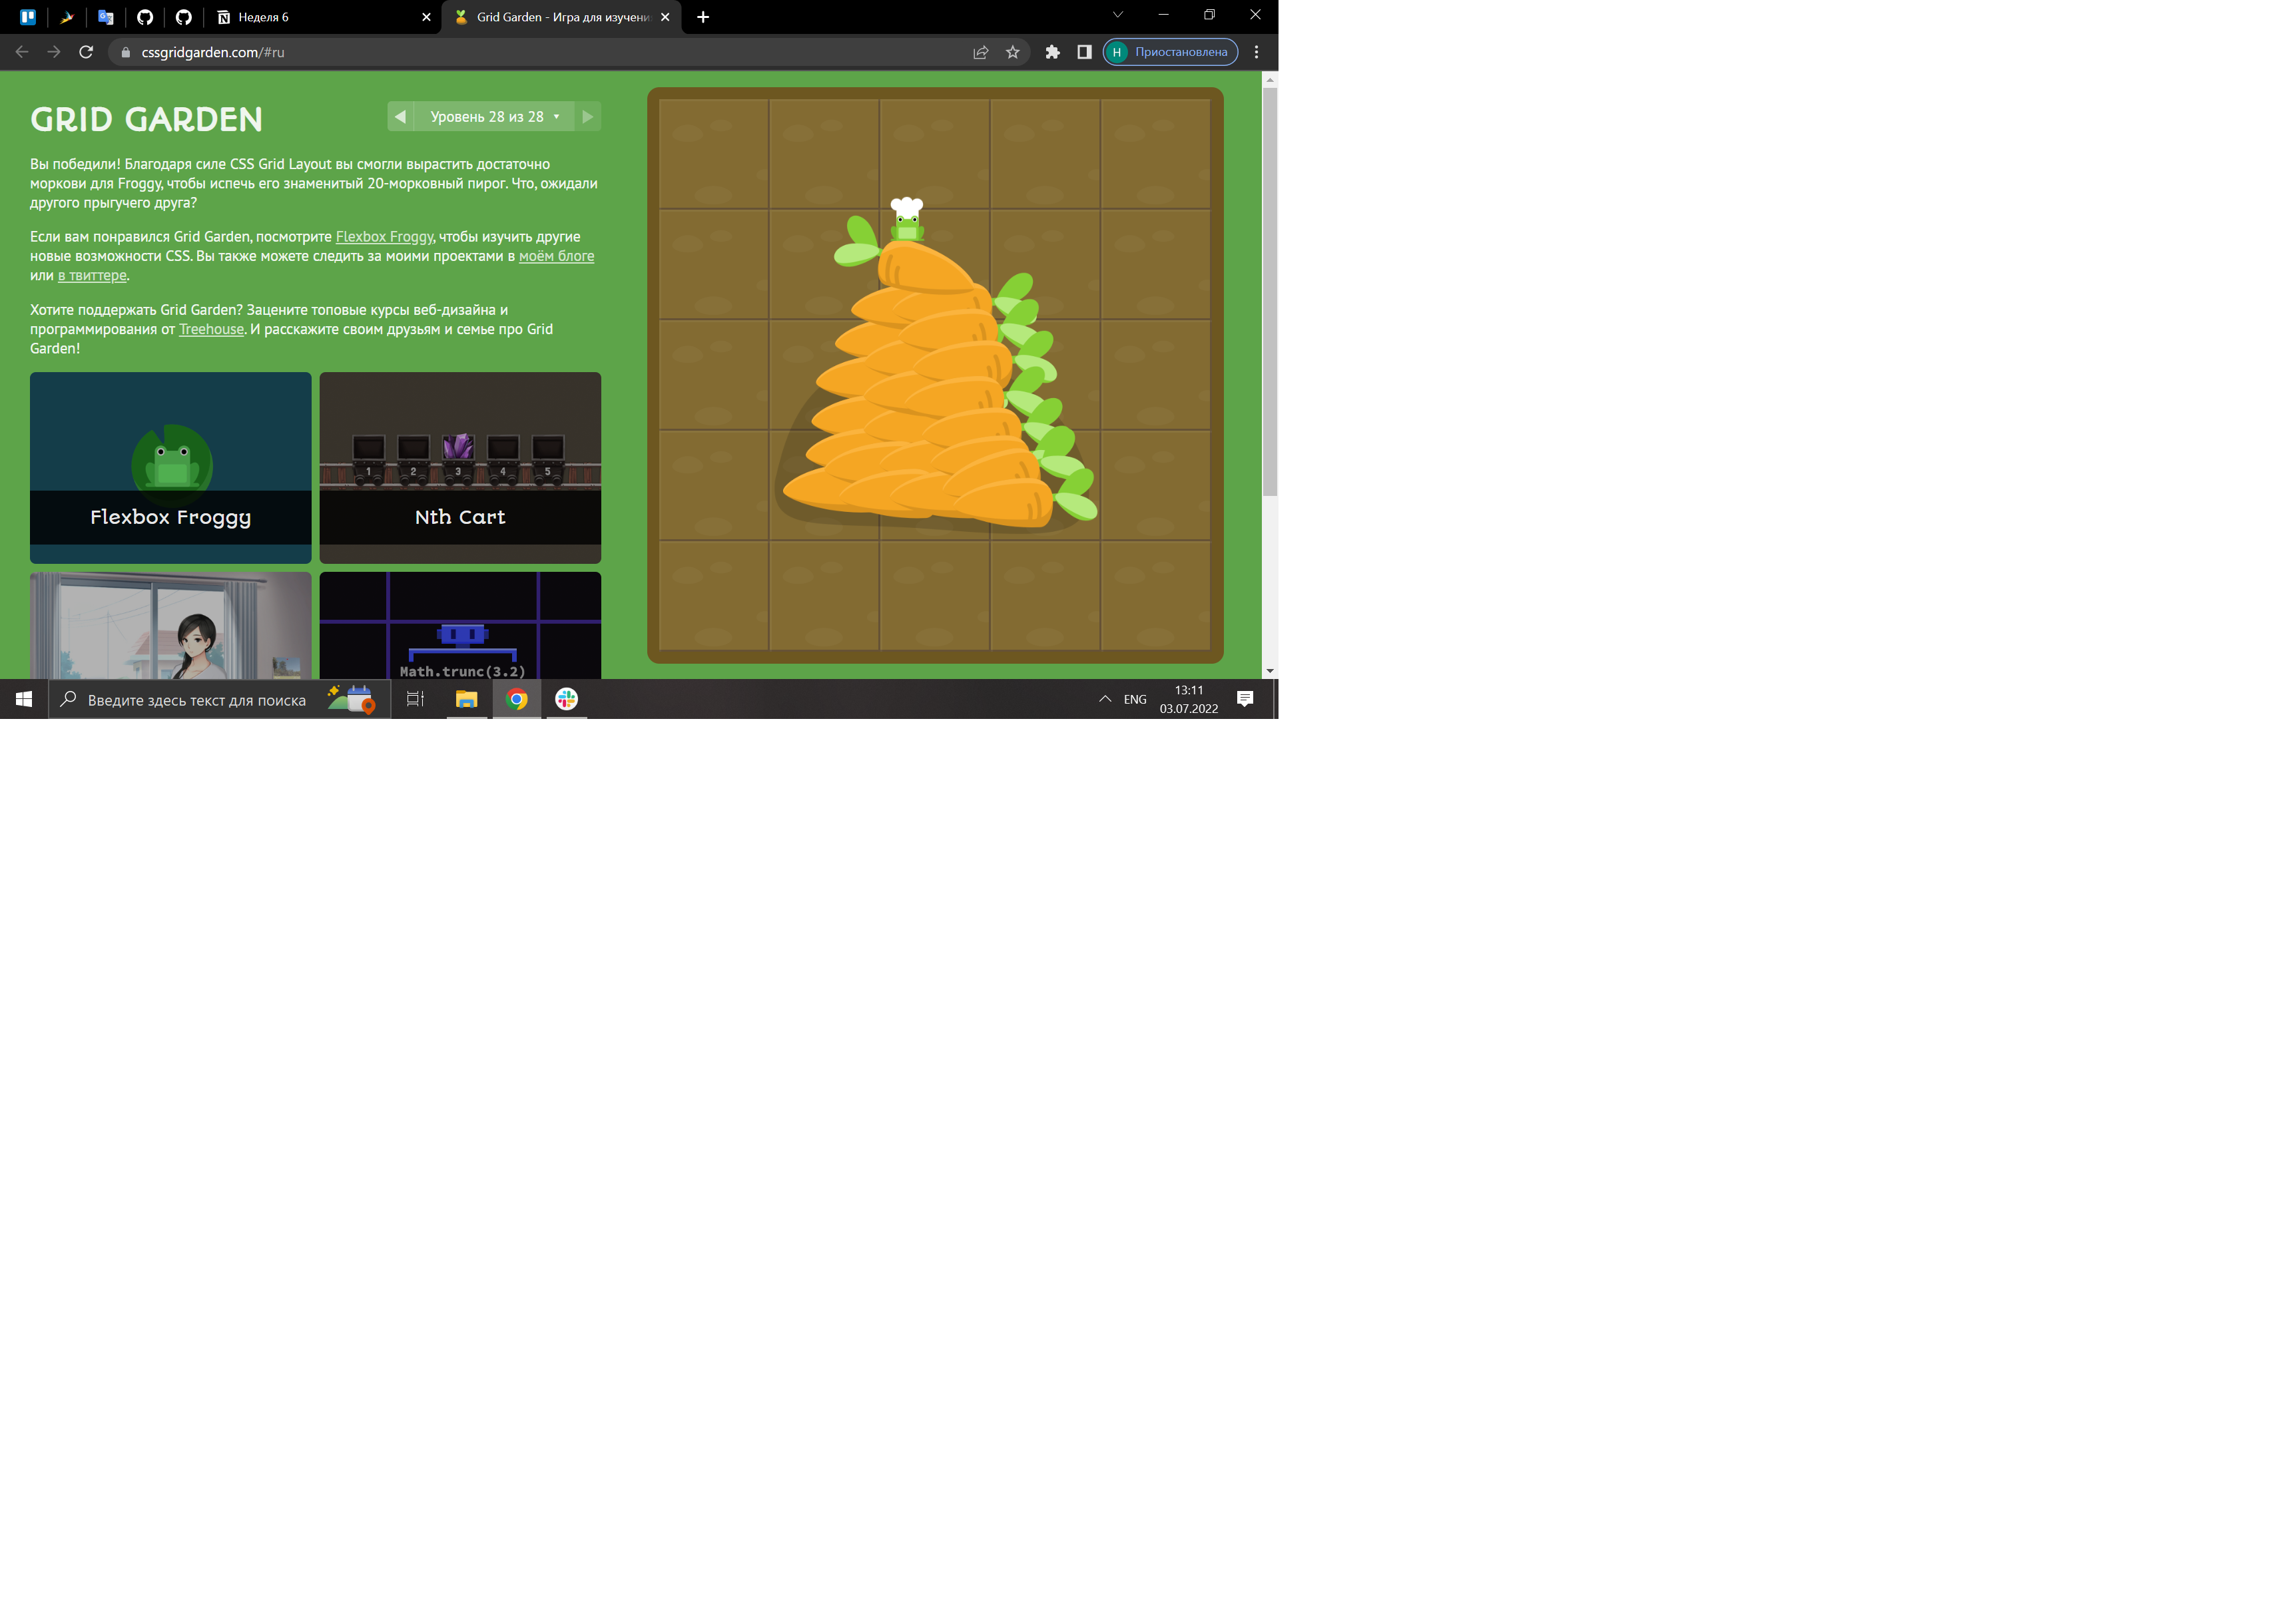 Неделя 6
Grid Garden - Игра для изучени
cssgridgarden.com/#ru
Н Приостановлена
GRID GARDEN
Уровень 28 из 28
Вы победили! Благодаря силе CSS Grid Layout вы смогли вырастить достаточно
моркови для Froggy, чтобы испечь его знаменитый 20-морковный пирог. Что, ожидали
другого прыгучего друга?
Если вам понравился Grid Garden, посмотрите Flexbox Froggy, чтобы изучить другие
новые возможности CSS. Вы также можете следить за моими проектами в моём блоге
или в твиттере.
Хотите поддержать Grid Garden? Зацените топовые курсы веб-дизайна и
программирования от Treehouse. И расскажите своим друзьям и семье про Grid
Garden!
1 2 3 4 5
Flexbox Froggy
Nth Cart
Math.trunc(3.2)
Введите здесь текст для поиска
ENG
13:11
03.07.2022